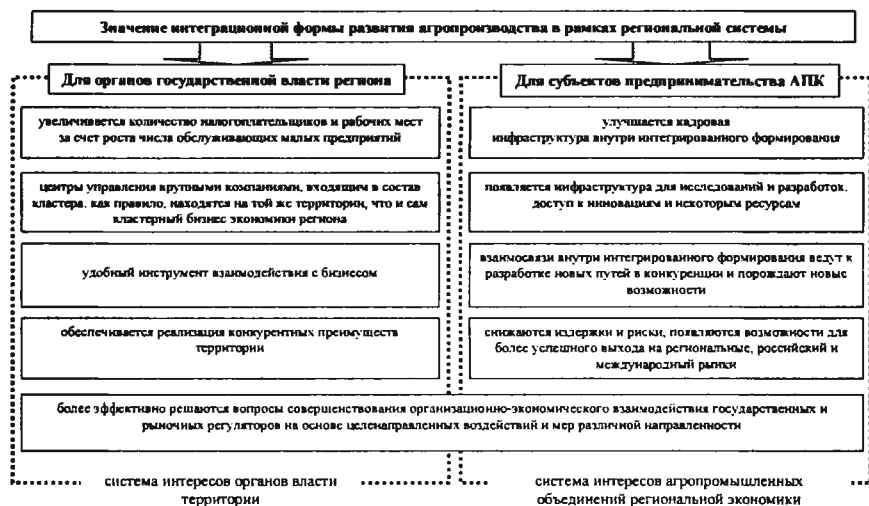 Значение интеграционной формы развития агропроизводства в рамках региональной системы
Для органов государственной власти региона
увеличивается количество налогоплательщиков и рабочих мест
за счет роста числа обслуживающих малых предприятий
центры управления крупными компаниями, входящим в состав
кластера, как правило, находятся на той же территории, что и сам
кластерный бизнес экономики региона
удобный инструмент взаимодействия с бизнесом
обеспечивается реализация конкурентных преимуществ
территории
Для субъектов предпринимательства АПК
улучшается кадровая
инфраструктура внутри интегрированного формирования
появляется инфраструктура для исследований и разработок,
доступ к инновациям и некоторым ресурсам
взаимосвязи внутри интегрированного формирования ведут к
разработке новых путей в конкуренции и порождают новые
возможности
снижаются издержки и риски, появляются возможности для
более успешного выхода на региональные, российский и
международный рынки
более эффективно решаются вопросы совершенствования организационно-экономического взаимодействия государственных и
рыночных регуляторов на основе целенаправленных воздействий и мер различной направленности
система интересов органов власти
территории
система интересов агропромышленных
объединений региональной экономики